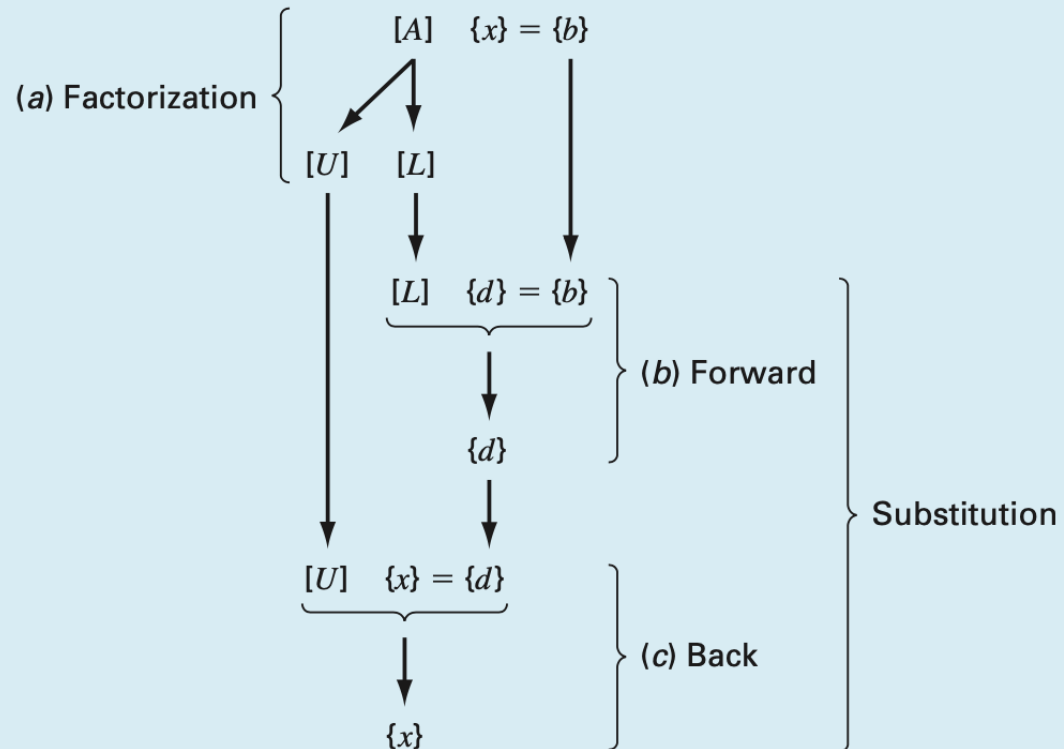 [A] {x} = {b}
(a) Factorization
[U] [L]
[L] {d} = {b}
(b) Forward
{d}
Substitution
[U] {x} = {d}
(c) Back
{x}